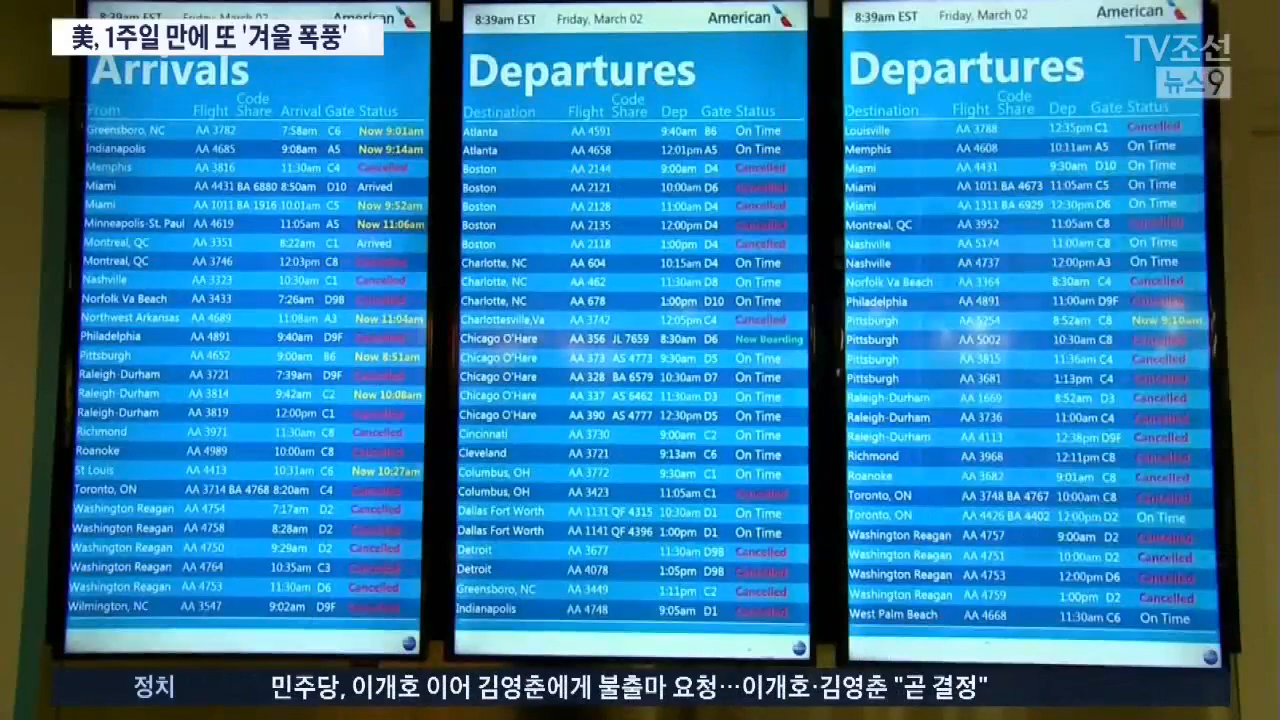 美, 1주일 만에 또 '겨울 폭풍'
TV조선
뉴스9
8:39am EST Friday, March 02 American
Arrivals
From Flight Code Share Arrival Gate Status
Greensboro, NC AA 3782 7:58am C6 Now 9:01am
Indianapolis AA 4685 9:08am A5 Now 9:14am
Memphis AA 3816 11:30am C4 Cancelled
Miami AA 4431 BA 6880 8:50am D10 Arrived
Miami AA 1011 BA 1916 10:01am C5 Now 9:52am
Minneapolis-St. Paul AA 4619 11:05am A5 Now 11:06am
Montreal, QC AA 3351 8:22am C1 Arrived
Montreal, QC AA 3746 12:03pm C8 Cancelled
Nashville AA 3323 10:30am C1 Cancelled
Norfolk Va Beach AA 3433 7:26am D9B Cancelled
Northwest Arkansas AA 4689 11:08am A3 Now 11:04am
Philadelphia AA 4891 9:40am D9F Cancelled
Pittsburgh AA 4652 9:00am B6 Now 8:51am
Raleigh-Durham AA 3721 7:39am D9F Cancelled
Raleigh-Durham AA 3814 9:42am C2 Now 10:08am
Raleigh-Durham AA 3819 12:00pm C1 Cancelled
Richmond AA 3971 11:30am C8 Cancelled
Roanoke AA 4989 10:00am C8 Cancelled
St Louis AA 4413 10:31am C6 Now 10:27am
Toronto, ON AA 3714 BA 4768 8:20am C4 Cancelled
Washington Reagan AA 4754 7:17am D2 Cancelled
Washington Reagan AA 4758 8:28am D2 Cancelled
Washington Reagan AA 4750 9:29am D2 Cancelled
Washington Reagan AA 4764 10:35am C3 Cancelled
Washington Reagan AA 4753 11:30am D6 Cancelled
Wilmington, NC AA 3547 9:02am D9F Cancelled
8:39am EST Friday, March 02 American
Departures
Destination Flight Code Share Dep Gate Status
Atlanta AA 4591 9:40am B6 On Time
Atlanta AA 4658 12:01pm A5 On Time
Boston AA 2144 9:00am D4 Cancelled
Boston AA 2121 10:00am D6 Cancelled
Boston AA 2128 11:00am D4 Cancelled
Boston AA 2135 12:00pm D4 Cancelled
Boston AA 2118 1:00pm D4 Cancelled
Charlotte, NC AA 604 10:15am D4 On Time
Charlotte, NC AA 462 11:30am D8 On Time
Charlotte, NC AA 678 1:00pm D10 On Time
Charlottesville,Va AA 3742 12:05pm C4 Cancelled
Chicago O'Hare AA 356 JL 7659 8:30am D6 Now Boarding
Chicago O'Hare AA 373 AS 4773 9:30am D5 On Time
Chicago O'Hare AA 328 BA 6579 10:30am D7 On Time
Chicago O'Hare AA 337 AS 6462 11:30am D3 On Time
Chicago O'Hare AA 390 AS 4777 12:30pm D5 On Time
Cincinnati AA 3730 9:00am C2 On Time
Cleveland AA 3721 9:13am C6 On Time
Columbus, OH AA 3772 9:30am C1 On Time
Columbus, OH AA 3423 11:05am C1 Cancelled
Dallas Fort Worth AA 1131 QF 4315 10:30am D1 On Time
Dallas Fort Worth AA 1141 QF 4396 1:00pm D1 On Time
Detroit AA 3677 11:30am D9B Cancelled
Detroit AA 4078 1:05pm D9B Cancelled
Greensboro, NC AA 3449 1:11pm C2 Cancelled
Indianapolis AA 4748 9:05am D1 Cancelled
8:39am EST Friday, March 02 American
Departures
Destination Flight Code Share Dep Gate Status
Louisville AA 3788 12:35pm C1 Cancelled
Memphis AA 4608 10:11am A5 On Time
Miami AA 4431 9:30am D10 On Time
Miami AA 1011 BA 4673 11:05am C5 On Time
Miami AA 1311 BA 6929 12:30pm D6 On Time
Montreal, QC AA 3952 11:05am C8 Cancelled
Nashville AA 5174 11:00am C8 On Time
Nashville AA 4737 12:00pm A3 On Time
Norfolk Va Beach AA 3364 8:30am C4 Cancelled
Philadelphia AA 4891 11:00am D9F Cancelled
Pittsburgh AA 5254 8:52am C8 Now 9:10am
Pittsburgh AA 5002 10:30am C8 Cancelled
Pittsburgh AA 3815 11:36am C4 Cancelled
Pittsburgh AA 3681 1:13pm C4 Cancelled
Raleigh-Durham AA 1669 8:52am D3 Cancelled
Raleigh-Durham AA 3736 11:00am C4 Cancelled
Raleigh-Durham AA 4113 12:38pm D9F Cancelled
Richmond AA 3968 12:11pm C8 Cancelled
Roanoke AA 3682 9:01am C8 Cancelled
Toronto, ON AA 3748 BA 4767 10:00am C8 Cancelled
Toronto, ON AA 4426 BA 4402 12:00pm D2 On Time
Washington Reagan AA 4757 9:00am D2 Cancelled
Washington Reagan AA 4751 10:00am D2 Cancelled
Washington Reagan AA 4753 12:00pm D6 Cancelled
Washington Reagan AA 4759 1:00pm D2 Cancelled
West Palm Beach AA 4668 11:30am C6 On Time
정치 민주당, 이개호 이어 김영춘에게 불출마 요청…이개호·김영춘 "곧 결정"